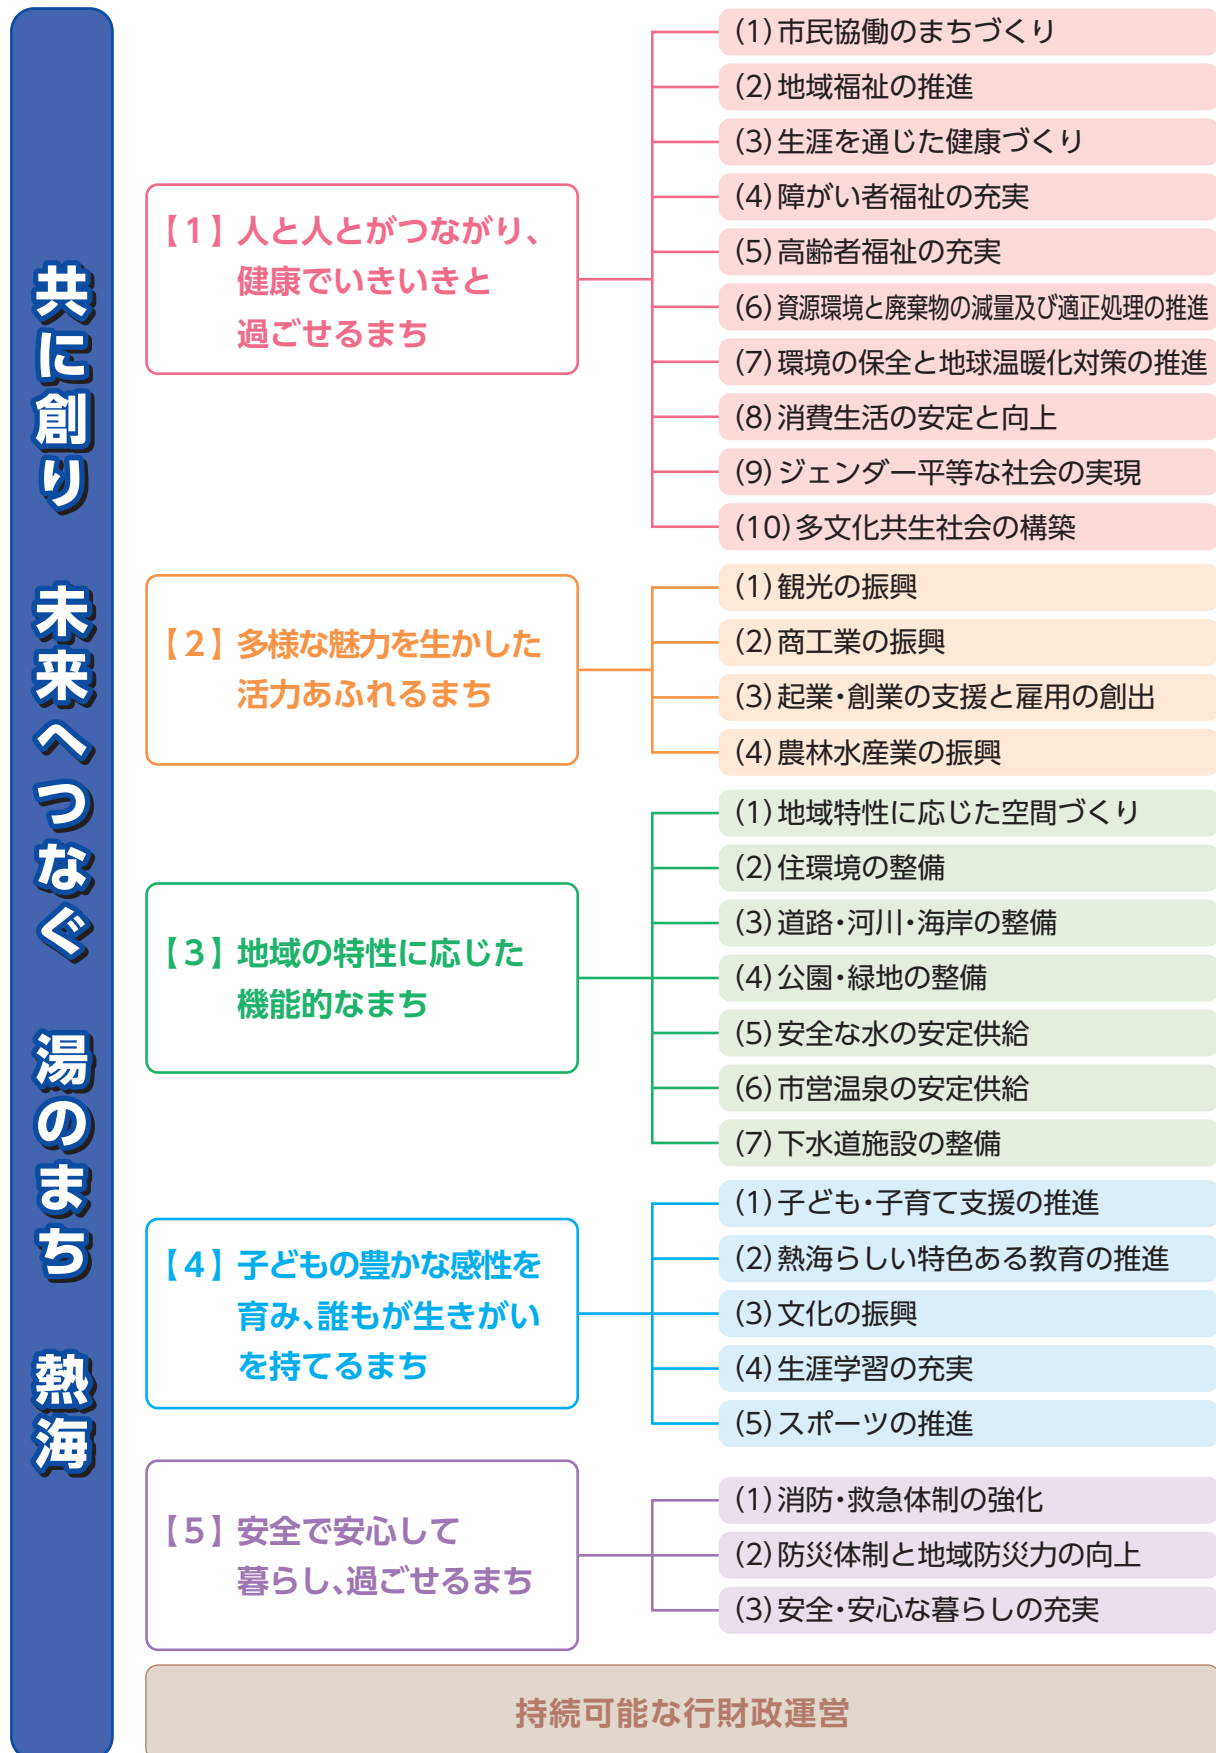 共に創り 未来へつなぐ 湯のまち 熱海
【1】人と人とがつながり、
健康でいきいきと
過ごせるまち
(1)市民協働のまちづくり
(2)地域福祉の推進
(3)生涯を通じた健康づくり
(4)障がい者福祉の充実
(5)高齢者福祉の充実
(6)資源環境と廃棄物の減量及び適正処理の推進
(7)環境の保全と地球温暖化対策の推進
(8)消費生活の安定と向上
(9)ジェンダー平等な社会の実現
(10)多文化共生社会の構築
【2】多様な魅力を生かした
活力あふれるまち
(1)観光の振興
(2)商工業の振興
(3)起業・創業の支援と雇用の創出
(4)農林水産業の振興
【3】地域の特性に応じた
機能的なまち
(1)地域特性に応じた空間づくり
(2)住環境の整備
(3)道路・河川・海岸の整備
(4)公園・緑地の整備
(5)安全な水の安定供給
(6)市営温泉の安定供給
(7)下水道施設の整備
【4】子どもの豊かな感性を
育み、誰もが生きがい
を持てるまち
(1)子ども・子育て支援の推進
(2)熱海らしい特色ある教育の推進
(3)文化の振興
(4)生涯学習の充実
(5)スポーツの推進
【5】安全で安心して
暮らし、過ごせるまち
(1)消防・救急体制の強化
(2)防災体制と地域防災力の向上
(3)安全・安心な暮らしの充実
持続可能な行財政運営